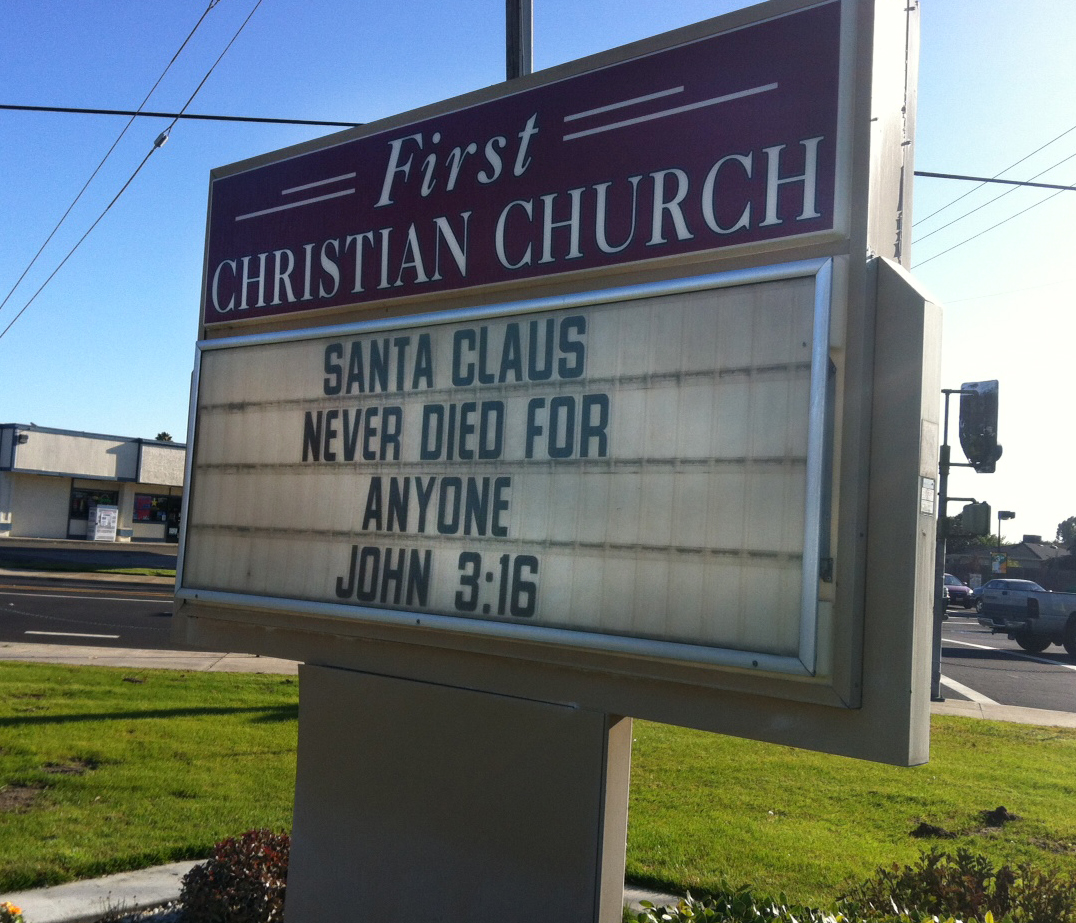 First
CHRISTIAN CHURCH
SANTA CLAUS
NEVER DIED FOR
ANYONE
JOHN 3:16